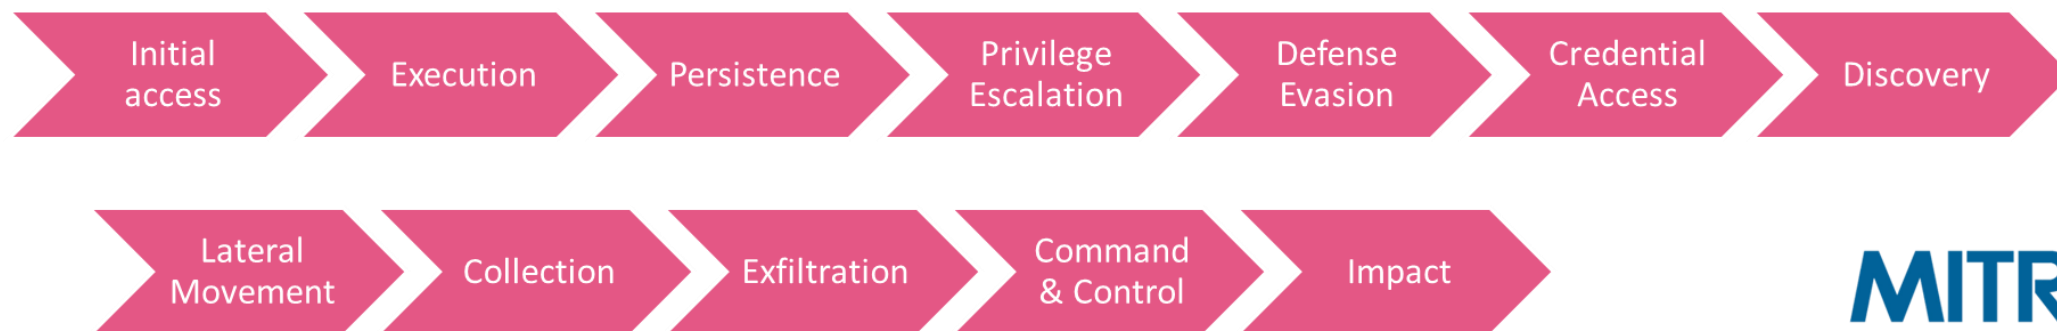 Initial
access
Execution
Persistence
Privilege
Escalation
Defense
Evasion
Credential
Access
Discovery
Lateral
Movement
Collection
Exfiltration
Command
& Control
Impact
MITR